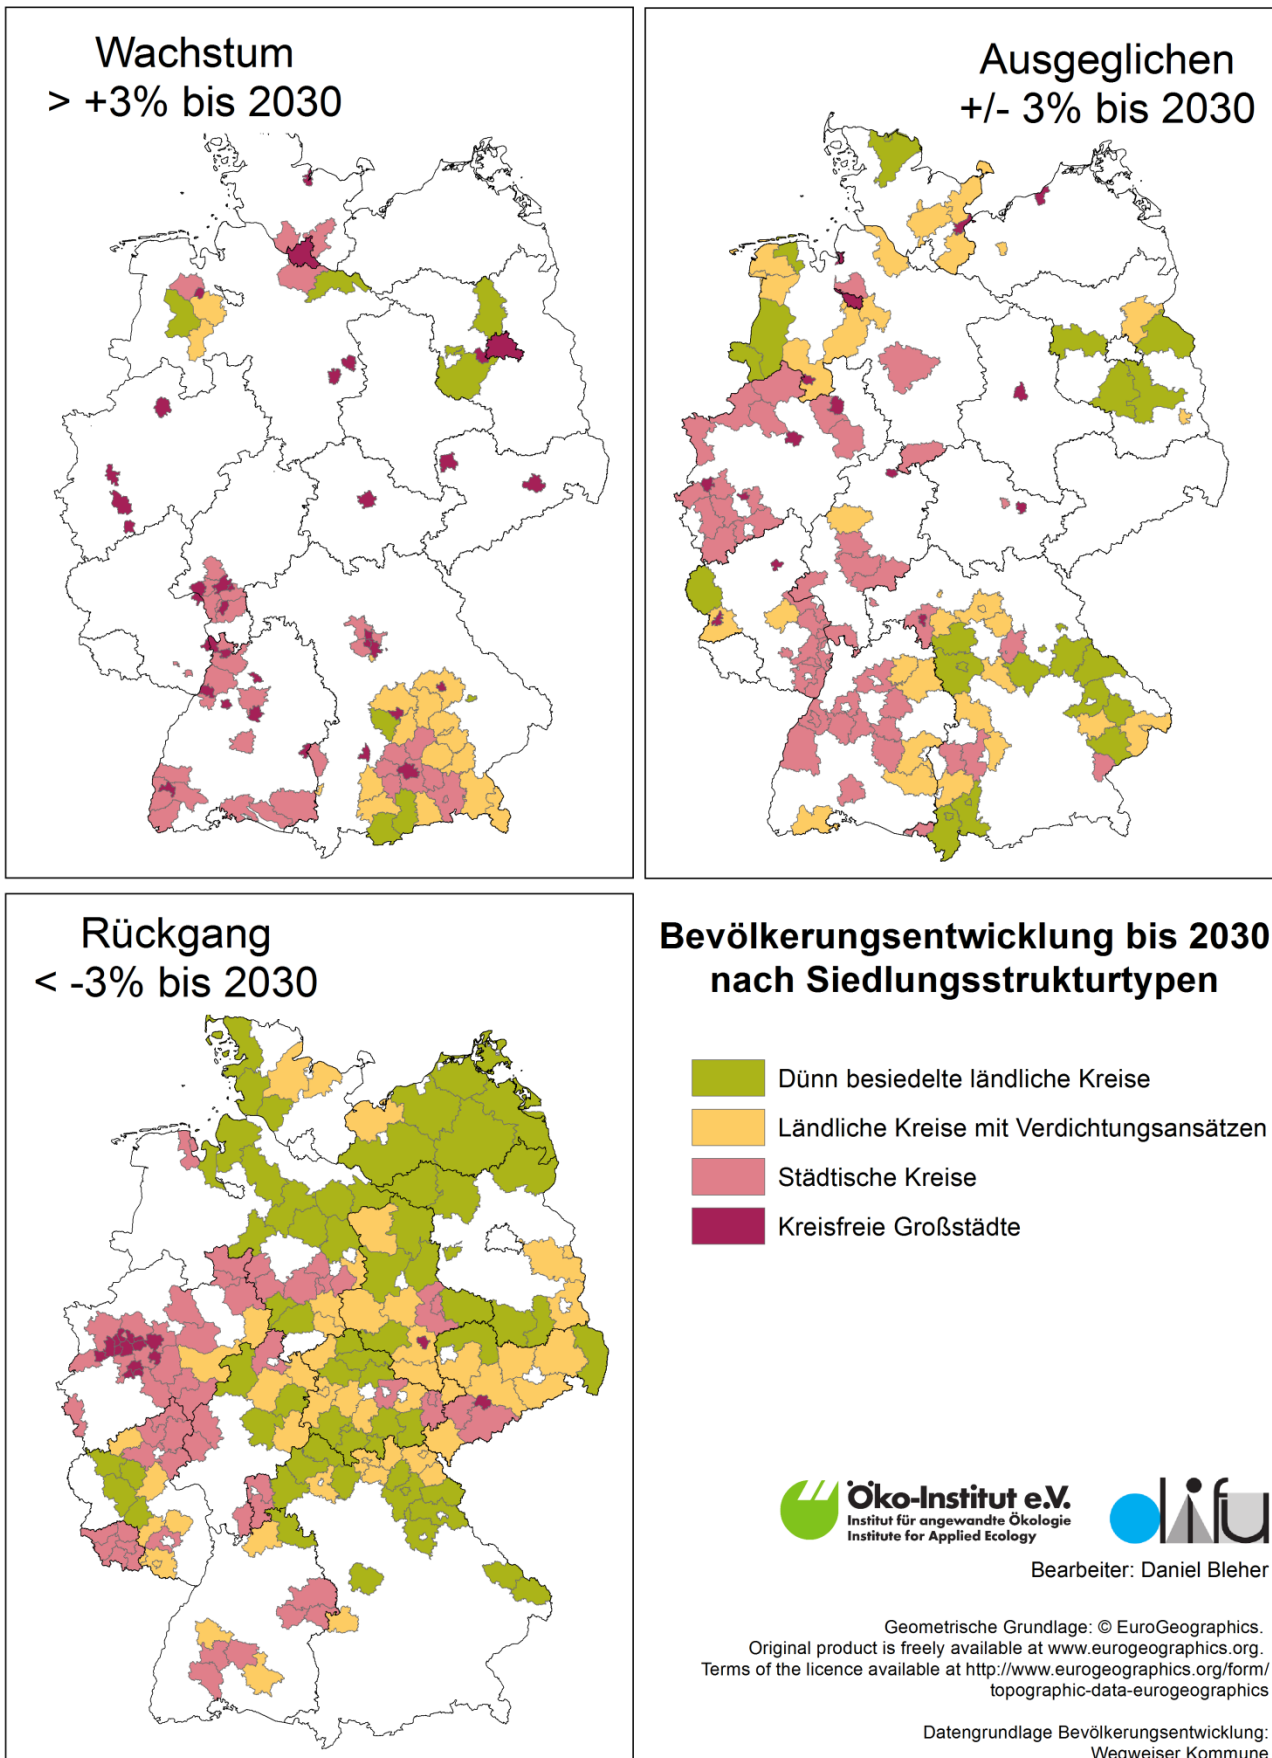 Wachstum
> +3% bis 2030
Ausgeglichen
+/- 3% bis 2030
Rückgang
< -3% bis 2030
Bevölkerungsentwicklung bis 2030
nach Siedlungsstrukturtypen
Dünn besiedelte ländliche Kreise
Ländliche Kreise mit Verdichtungsansätzen
Städtische Kreise
Kreisfreie Großstädte
Öko-Institut e.V.
Institut für angewandte Ökologie
Institute for Applied Ecology
difu
Bearbeiter: Daniel Bleher
Geometrische Grundlage: © EuroGeographics.
Original product is freely available at www.eurogeographics.org.
Terms of the licence available at http://www.eurogeographics.org/form/
topographic-data-eurogeographics
Datengrundlage Bevölkerungsentwicklung:
Wegweiser Kommune